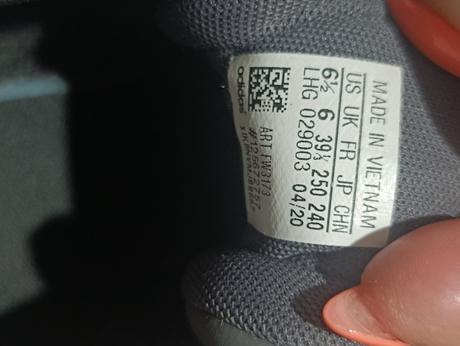 MADE IN VIETNAM
US UK FR JP CHN
6½ 6 39⅓ 250 240
LHG 029003 04/20
adidas
ART FW3173